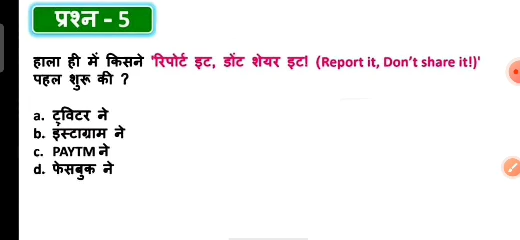 प्रश्न - 5
हाला ही में किसने 'रिपोर्ट इट, डोंट शेयर इट! (Report it, Don't share it!)'
पहल शुरू की ?
a. ट्विटर ने
b. इंस्टाग्राम ने
c. PAYTM ने
d. फेसबुक ने